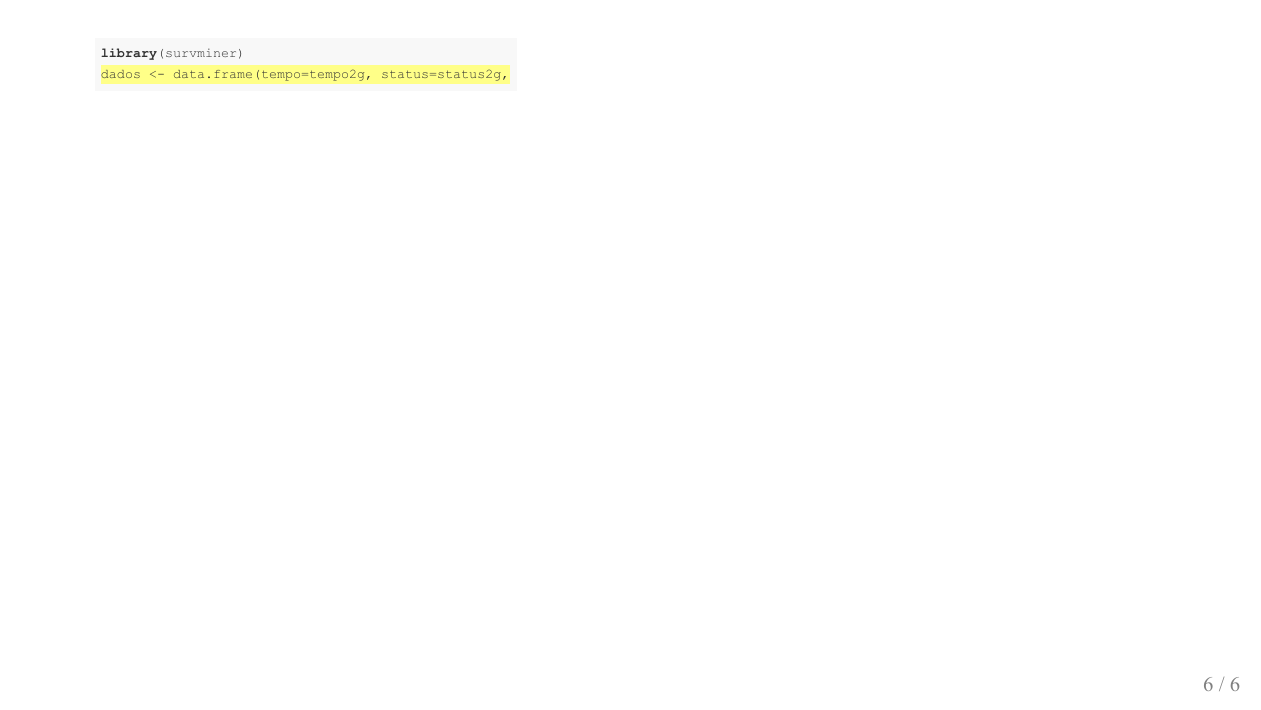 library(survminer)
dados <- data.frame(tempo=tempo2g, status=status2g,
6 / 6